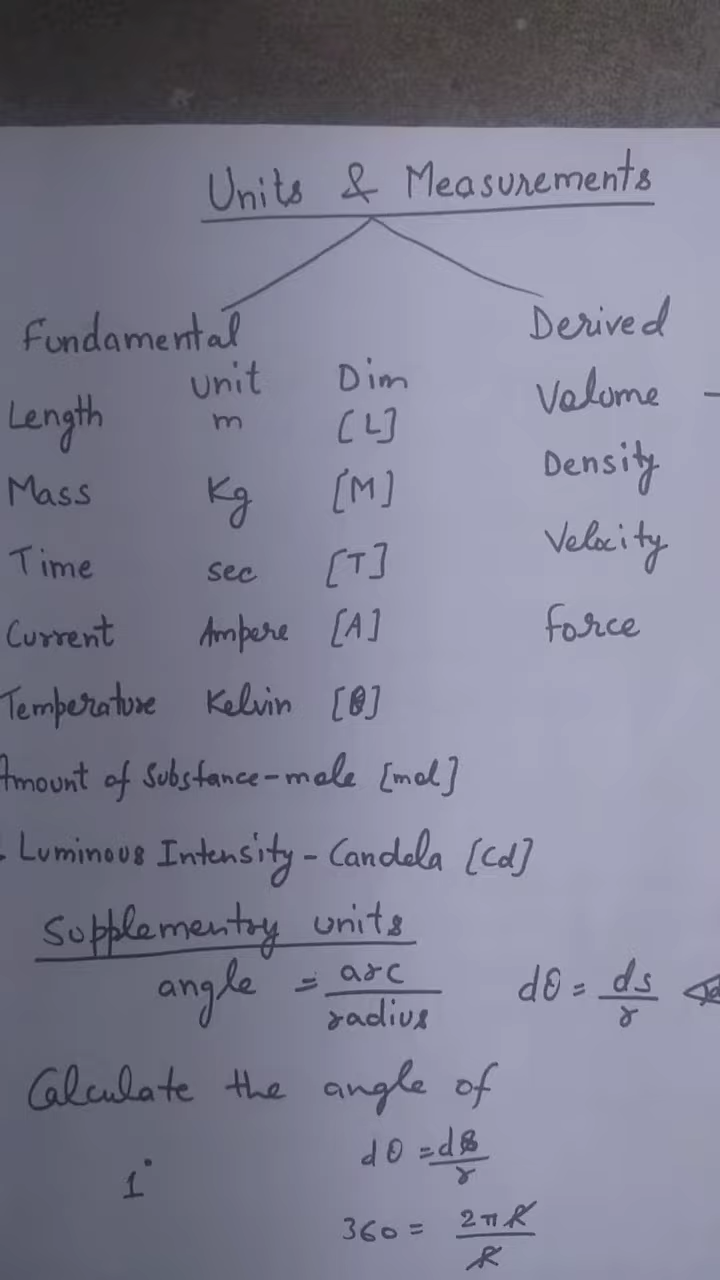 Units & Measurements
Fundamental Derived
unit Dim
Length m [L] Volume
Mass Kg [M] Density
Time sec [T] Velocity
Current Ampere [A] force
Temperature Kelvin [θ]
Amount of substance-mole [mol]
Luminous Intensity - Candela [Cd]
Supplementry units
angle = arc/radius dθ = ds/r
Calculate the angle of
1° dθ = ds/r
360 = 2πR/R